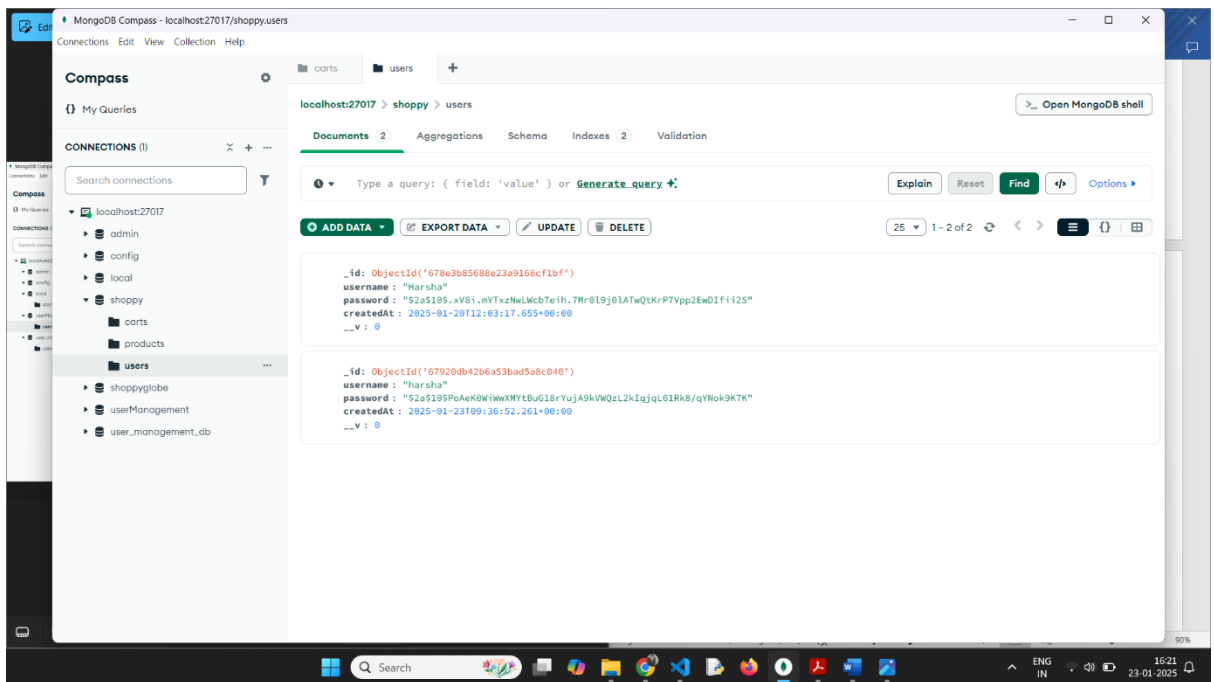 Edi
MongoDB Compass - localhost:27017/shoppy.users
Connections Edit View Collection Help
Compass
{} My Queries
CONNECTIONS (1)
Search connections
localhost:27017
admin
config
local
shoppy
carts
products
users
shoppyglobe
userManagement
user_management_db
carts
users
localhost:27017 > shoppy > users
>_ Open MongoDB shell
Documents 2 Aggregations Schema Indexes 2 Validation
Type a query: { field: 'value' } or Generate query
Explain Reset Find </> Options
ADD DATA EXPORT DATA UPDATE DELETE
25 1 – 2 of 2 {}
_id: ObjectId('678e3b85688e23a9168cf1bf')
username : "Harsha"
password : "$2a$10$.xV8i.mYTxzNwLWcb7eih.7Mr0l9j0lATwQtKrP7Vpp2EwDIfii2S"
createdAt : 2025-01-20T12:03:17.655+00:00
__v : 0
_id: ObjectId('67920db42b6a53bad5a8c040')
username : "harsha"
password : "$2a$10$PoAeK0WiWwXMYtBuG18rYujA9kVWQzL2kIqjqL61Rk8/qYNok9K7K"
createdAt : 2025-01-23T09:36:52.261+00:00
__v : 0
90%
Search
ENG
IN
16:21
23-01-2025